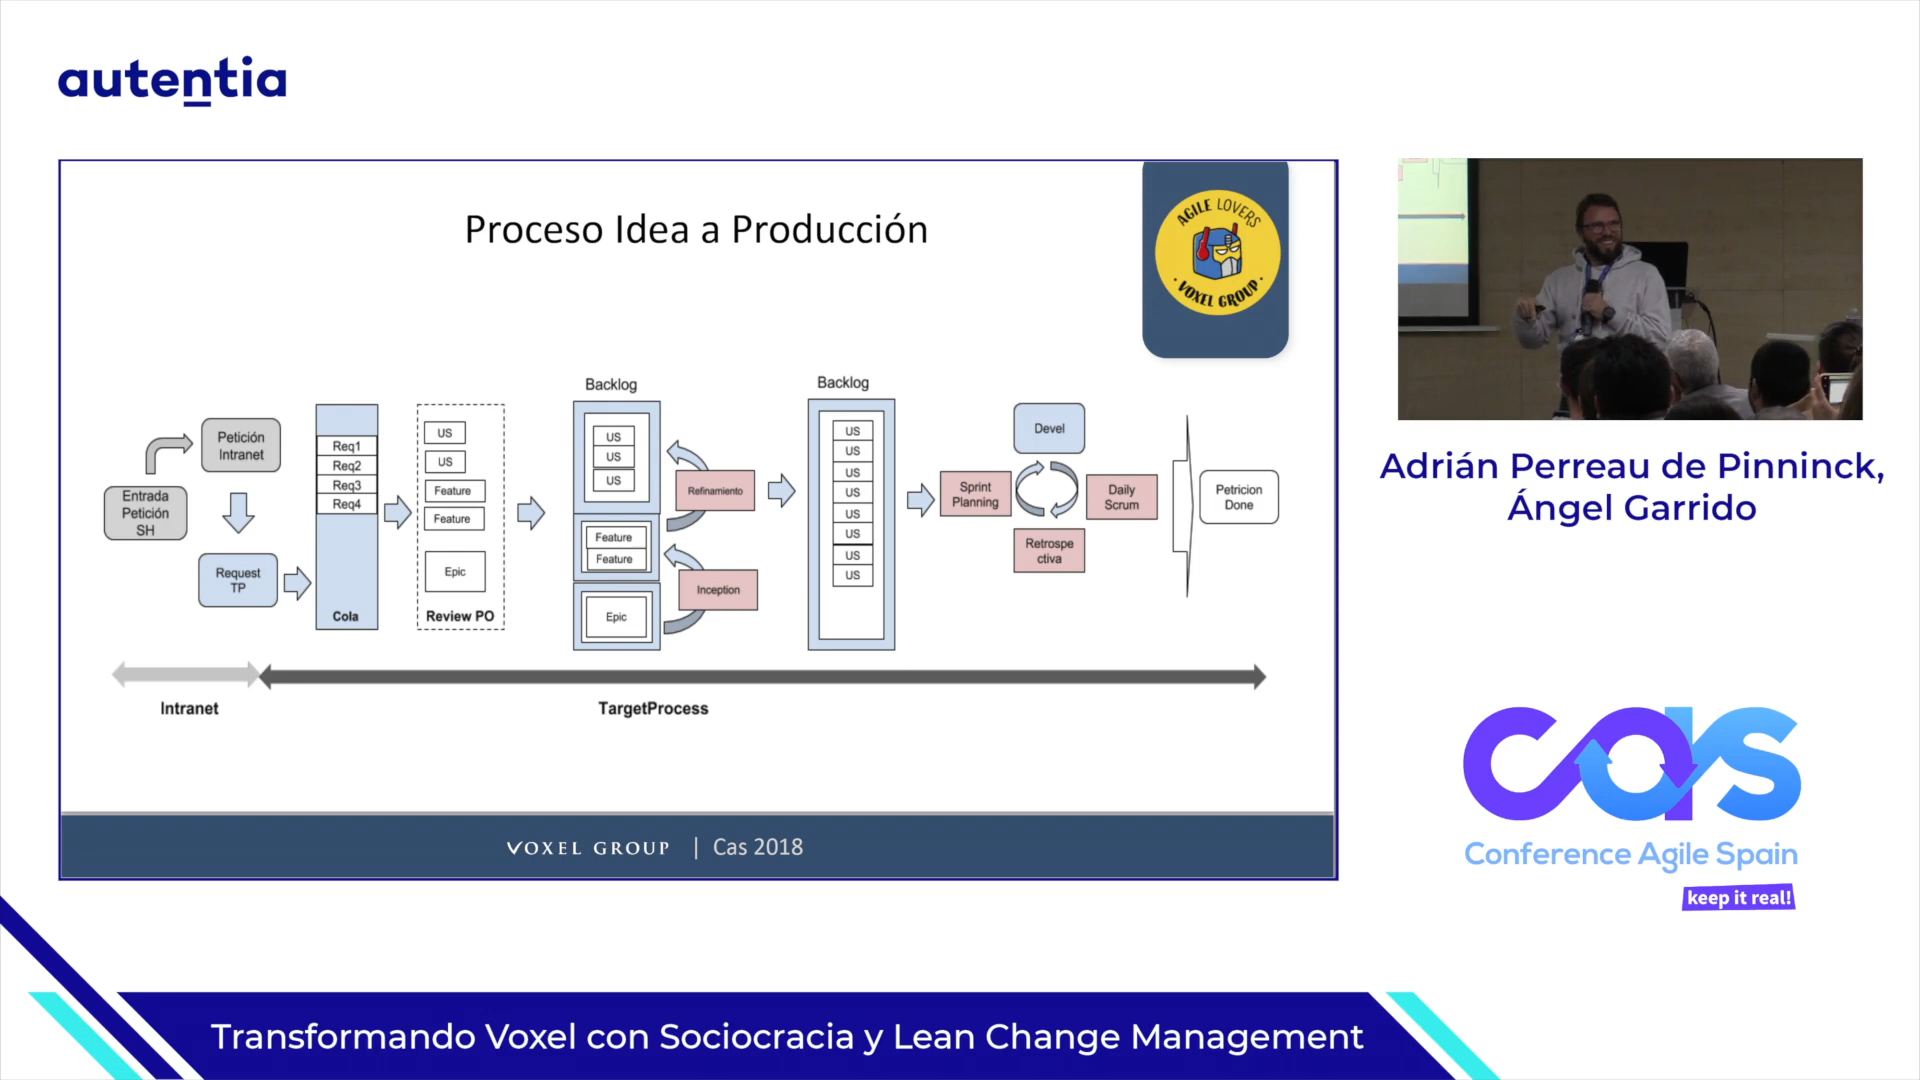 autentia
Proceso Idea a Producción
AGILE LOVERS
· VOXEL GROUP ·
Entrada
Petición
SH
Petición
Intranet
Request
TP
Req1
Req2
Req3
Req4
Cola
US
US
Feature
Feature
Epic
Review PO
Backlog
US
US
US
Feature
Feature
Epic
Refinamiento
Inception
Backlog
US
US
US
US
US
US
US
US
Sprint
Planning
Devel
Daily
Scrum
Retrospe
ctiva
Petricion
Done
Intranet
TargetProcess
VOXEL GROUP | Cas 2018
Adrián Perreau de Pinninck,
Ángel Garrido
cas
Conference Agile Spain
keep it real!
Transformando Voxel con Sociocracia y Lean Change Management